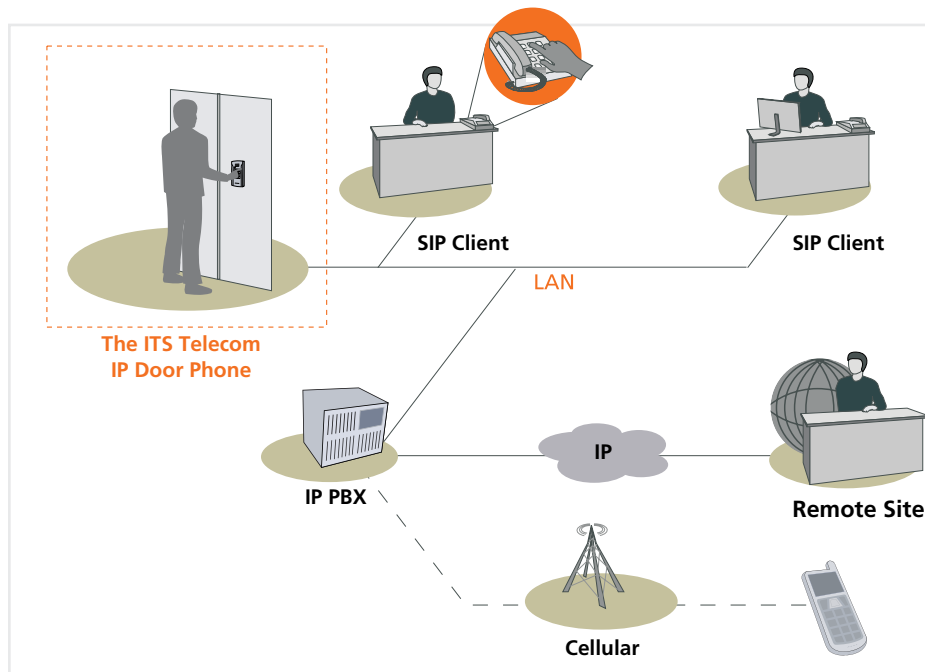 SIP Client
SIP Client
LAN
The ITS Telecom
IP Door Phone
IP
IP PBX
Remote Site
Cellular